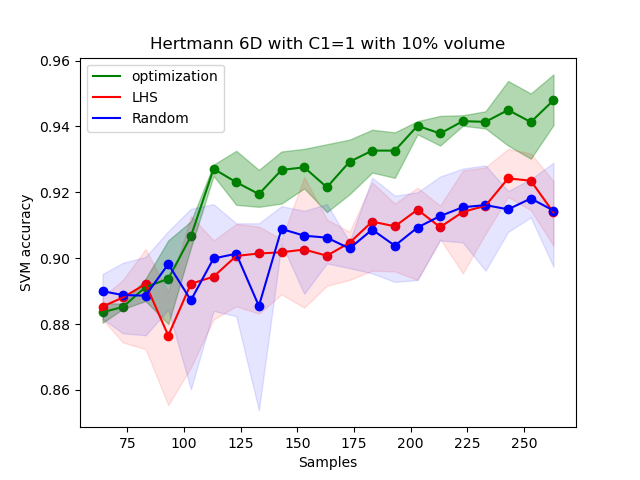 Hertmann 6D with C1=1 with 10% volume
optimization
LHS
Random
SVM accuracy
0.96
0.94
0.92
0.90
0.88
0.86
75 100 125 150 175 200 225 250
Samples